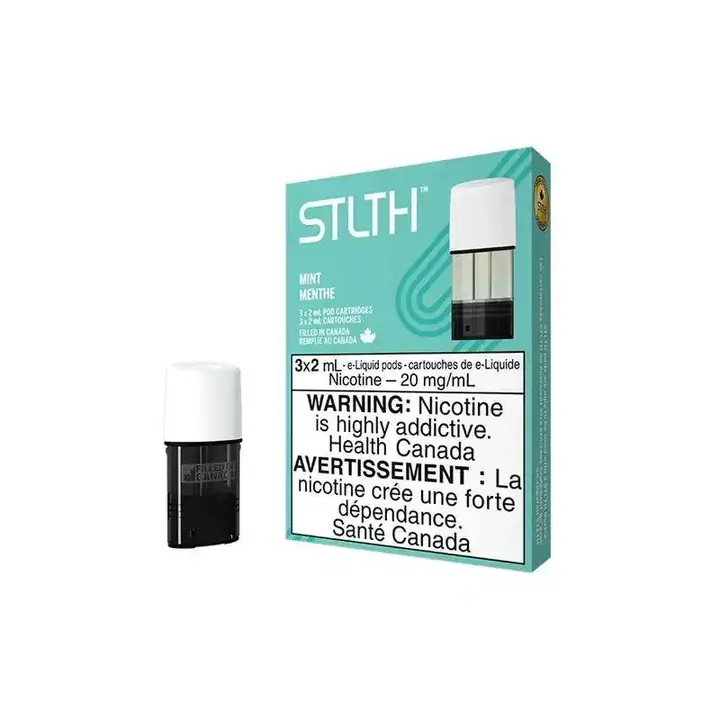 STLTH™
MINT
MENTHE
3 x 2 mL POD CARTRIDGES
3 x 2 mL CARTOUCHES
FILLED IN CANADA
REMPLIE AU CANADA
3x2 mL - e-Liquid pods - cartouches de e-Liquide
Nicotine – 20 mg/mL
WARNING: Nicotine
is highly addictive.
Health Canada
AVERTISSEMENT : La
nicotine crée une forte
dépendance.
Santé Canada
FILLED IN
CANADA